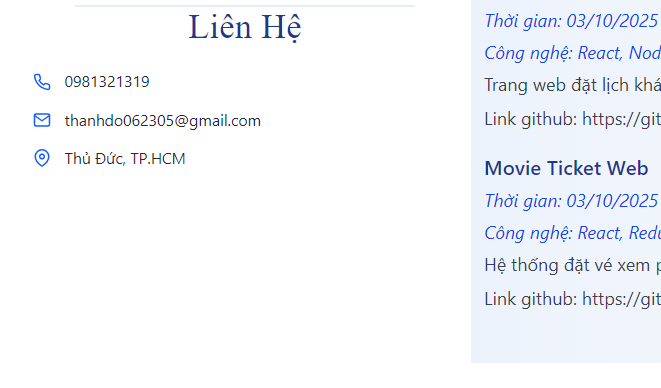 Liên Hệ
0981321319
thanhdo062305@gmail.com
Thủ Đức, TP.HCM
Thời gian: 03/10/2025
Công nghệ: React,
Trang web đặt lịch
Link github:
Movie Ticket Web
Thời gian: 03/10/2025
Công nghệ: React,
Hệ thống đặt vé xem
Link github: